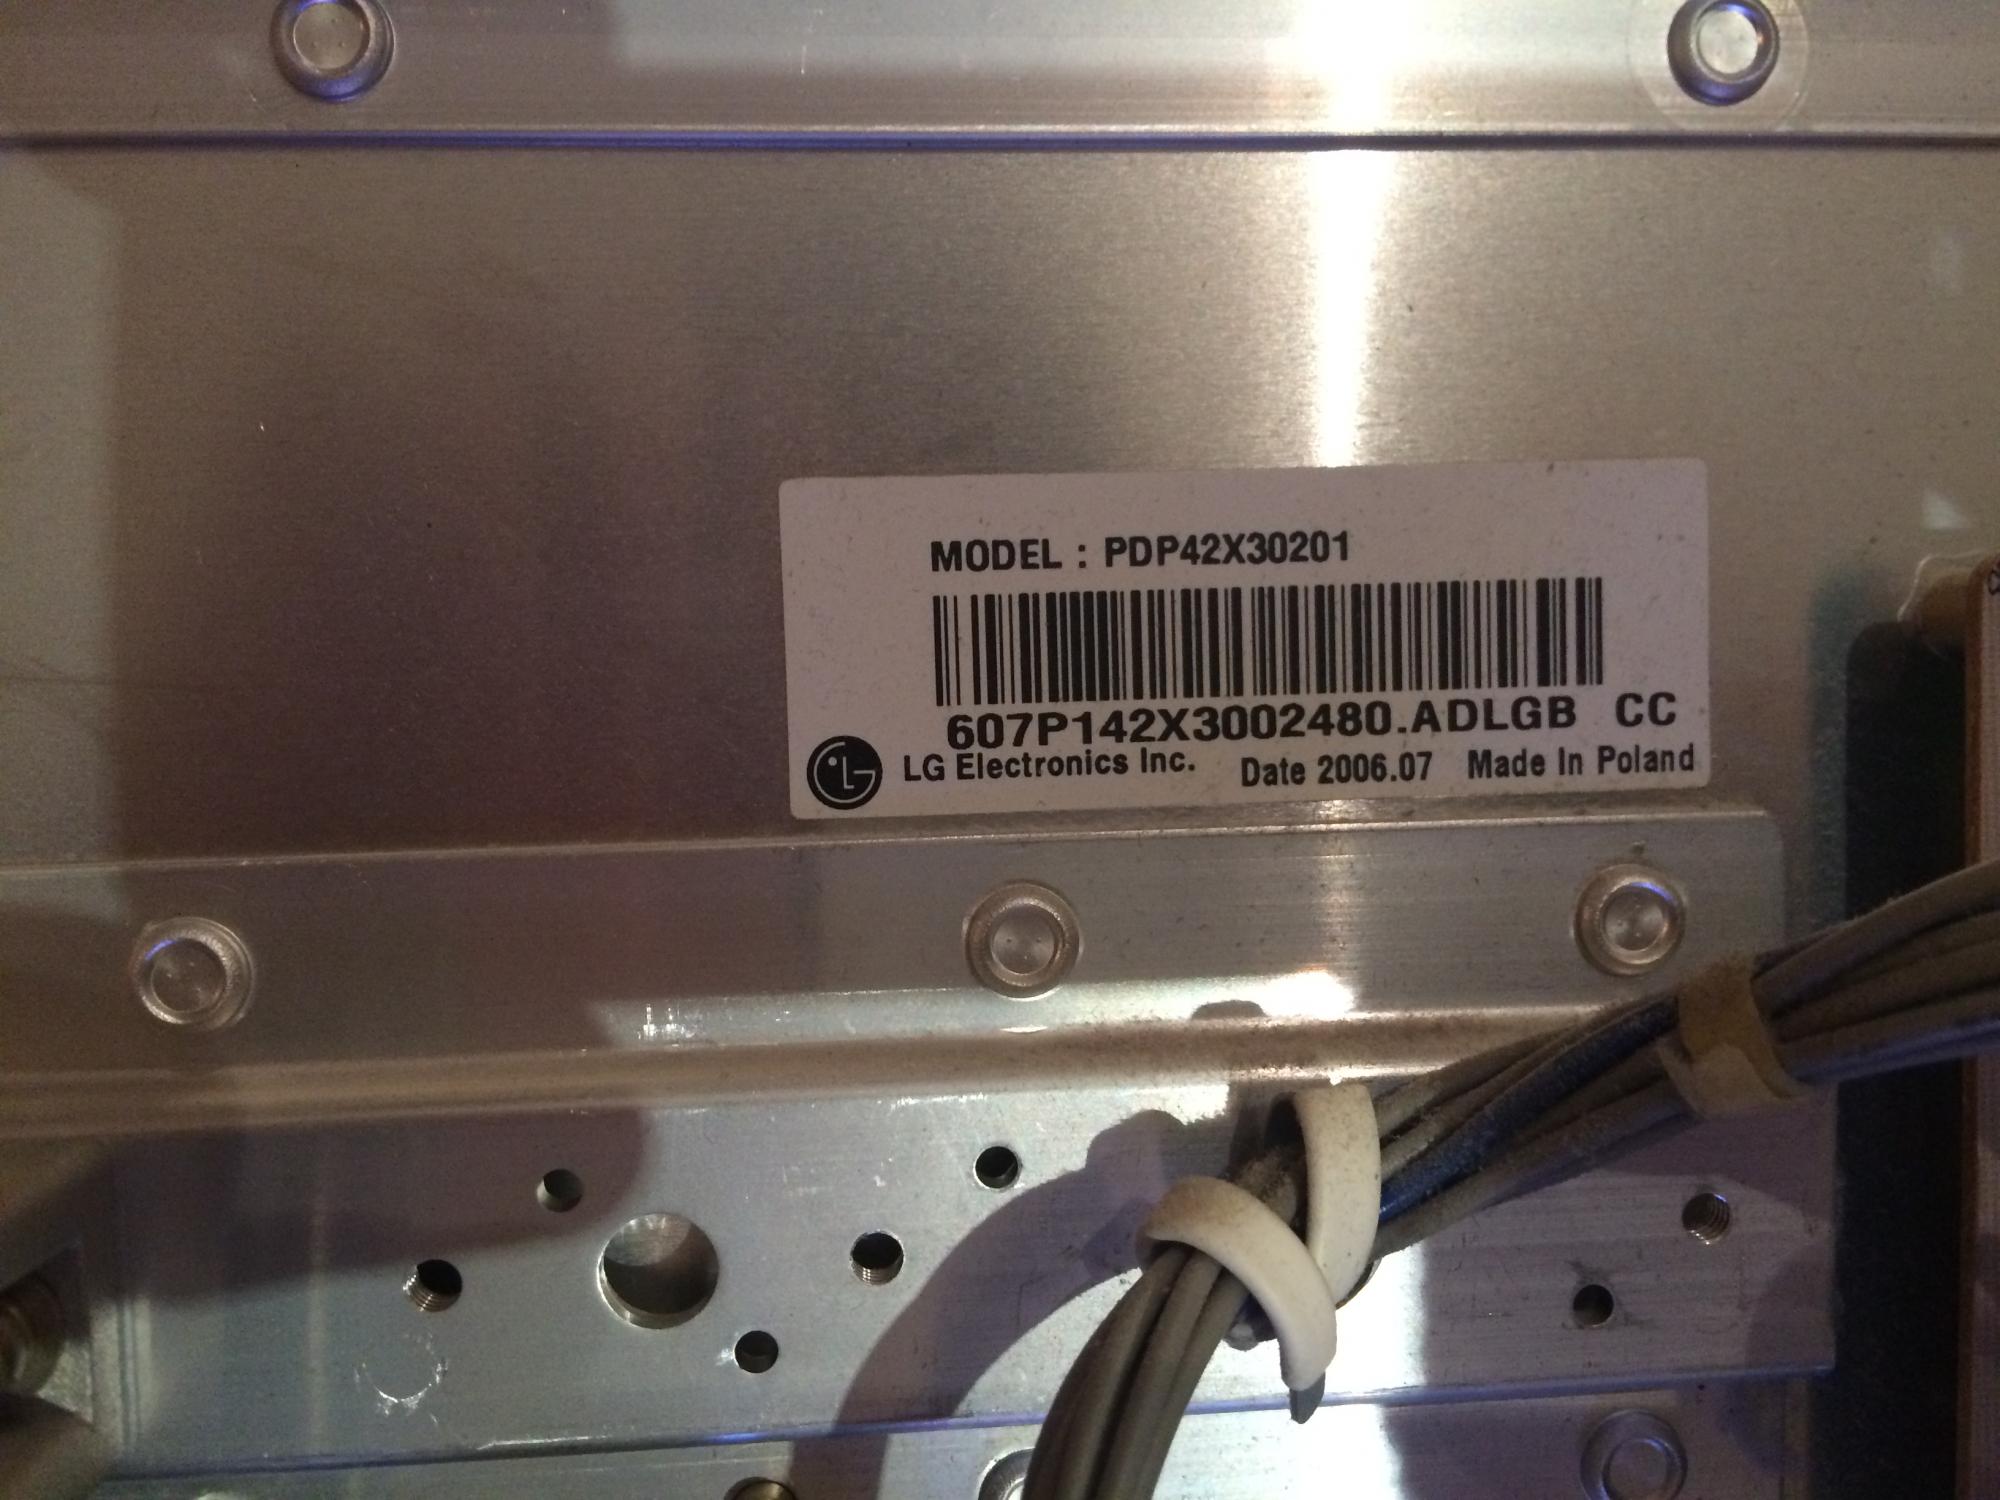 MODEL : PDP42X30201
607P142X3002480.ADLGB CC
LG Electronics Inc. Date 2006.07 Made In Poland